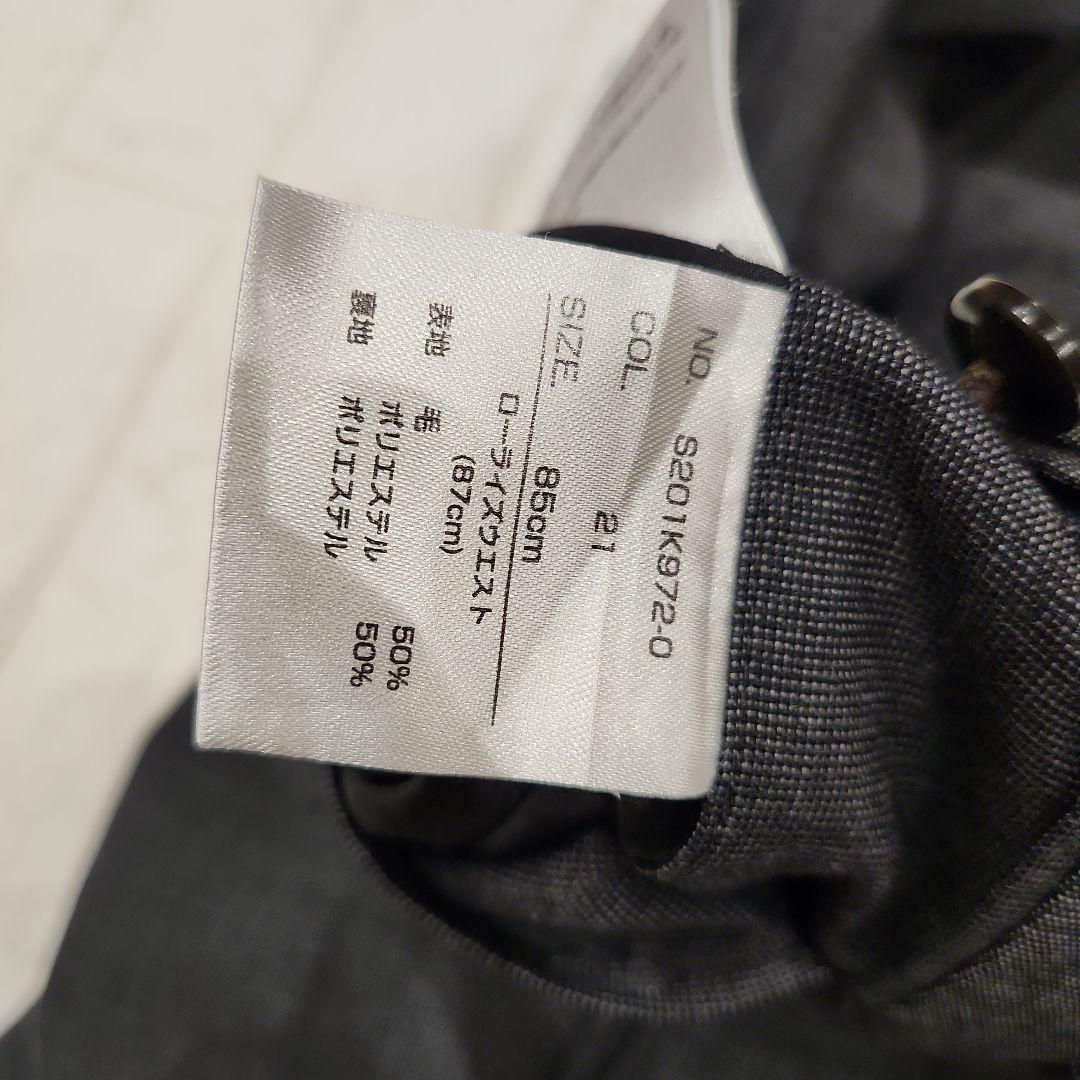 NO. S201K972-0
COL. 21
SIZE. 85cm
ローライズウエスト
(87cm)
表地 毛 50%
ポリエステル 50%
裏地 ポリエステル